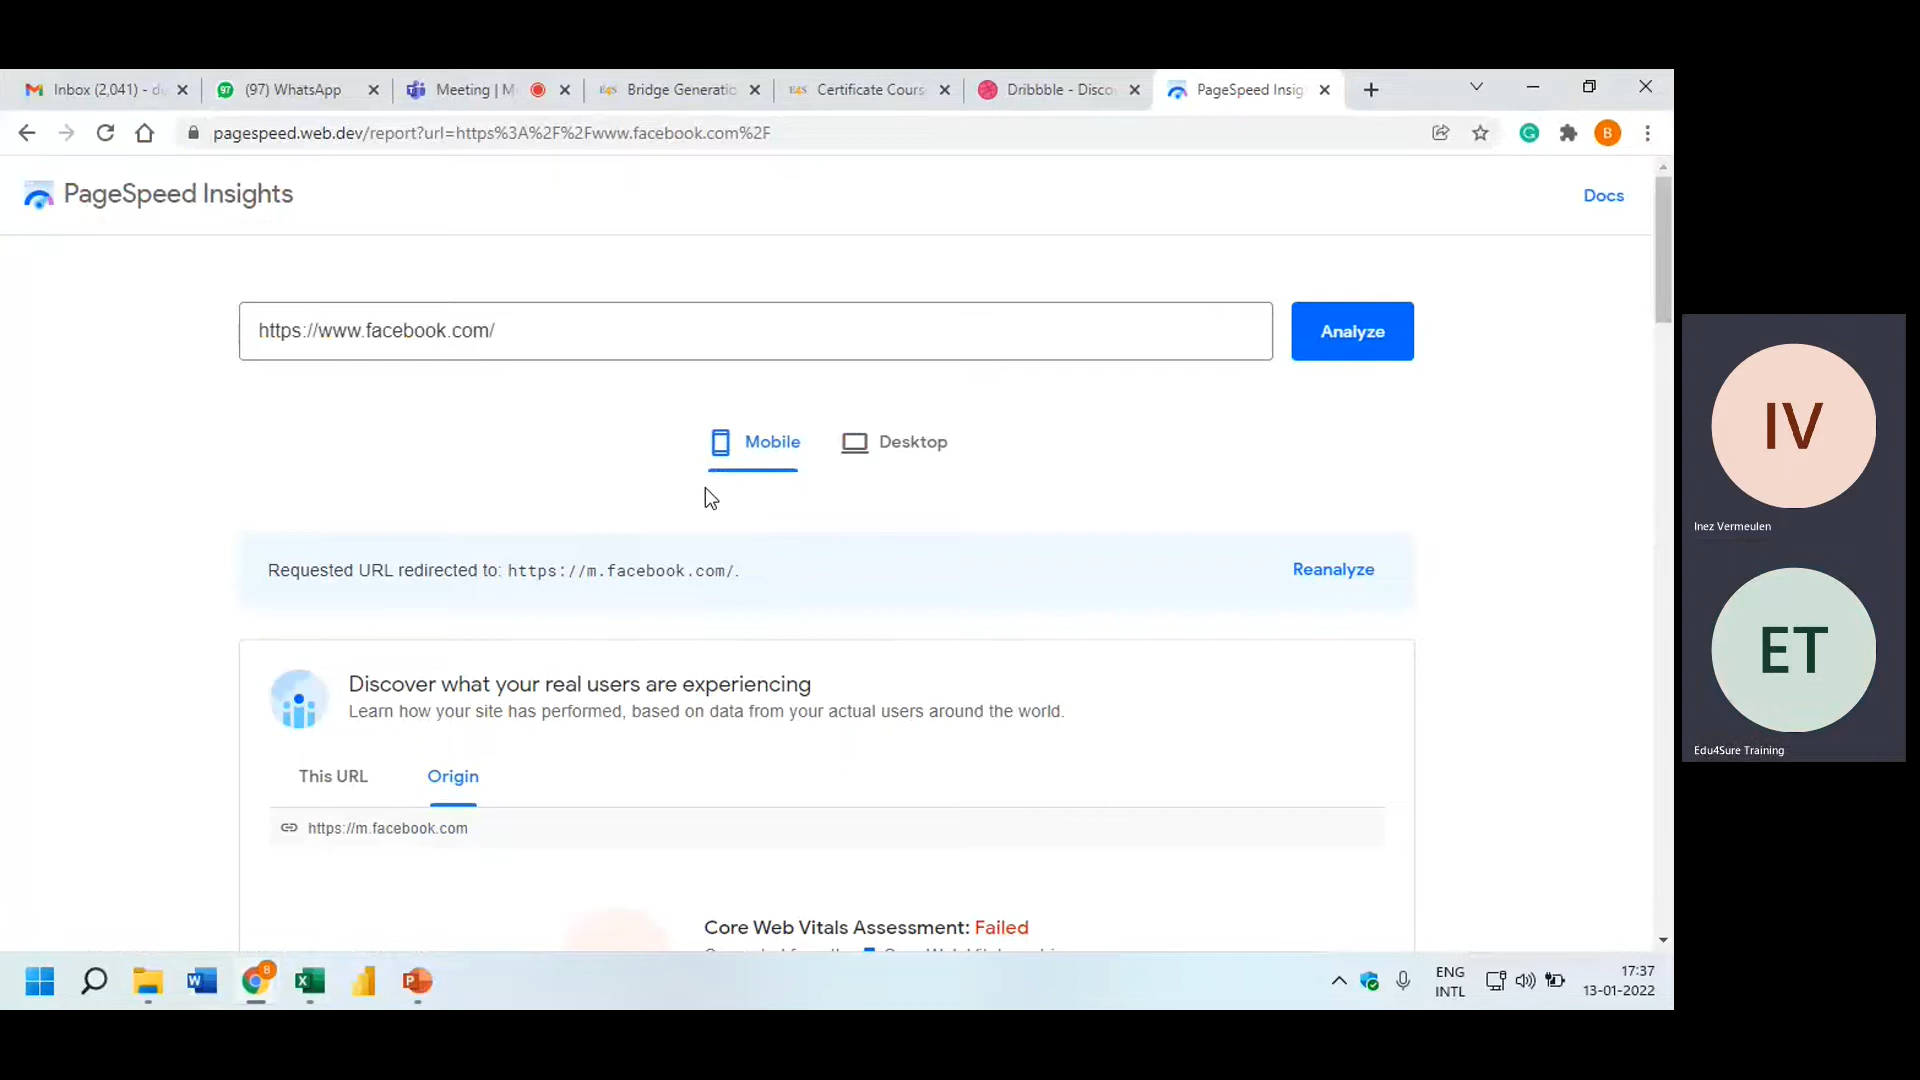 Inbox (2,041) - d
97
(97) WhatsApp
Meeting | M
E4S Bridge Generatio
E4S Certificate Cours
Dribbble - Disco
PageSpeed Insig
pagespeed.web.dev/report?url=https%3A%2F%2Fwww.facebook.com%2F
B
PageSpeed Insights
Docs
https://www.facebook.com/
Analyze
Mobile
Desktop
Requested URL redirected to: https://m.facebook.com/.
Reanalyze
Discover what your real users are experiencing
Learn how your site has performed, based on data from your actual users around the world.
This URL
Origin
https://m.facebook.com
Core Web Vitals Assessment: Failed
IV
Inez Vermeulen
ET
Edu4Sure Training
W
B
X
P
ENG
INTL
17:37
13-01-2022